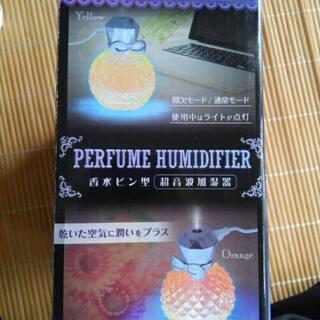 Yellow
間欠モード/通常モード
使用中はライトが点灯
PERFUME HUMIDIFIER
香水ビン型 超音波加湿器
乾いた空気に潤いをプラス
Orange